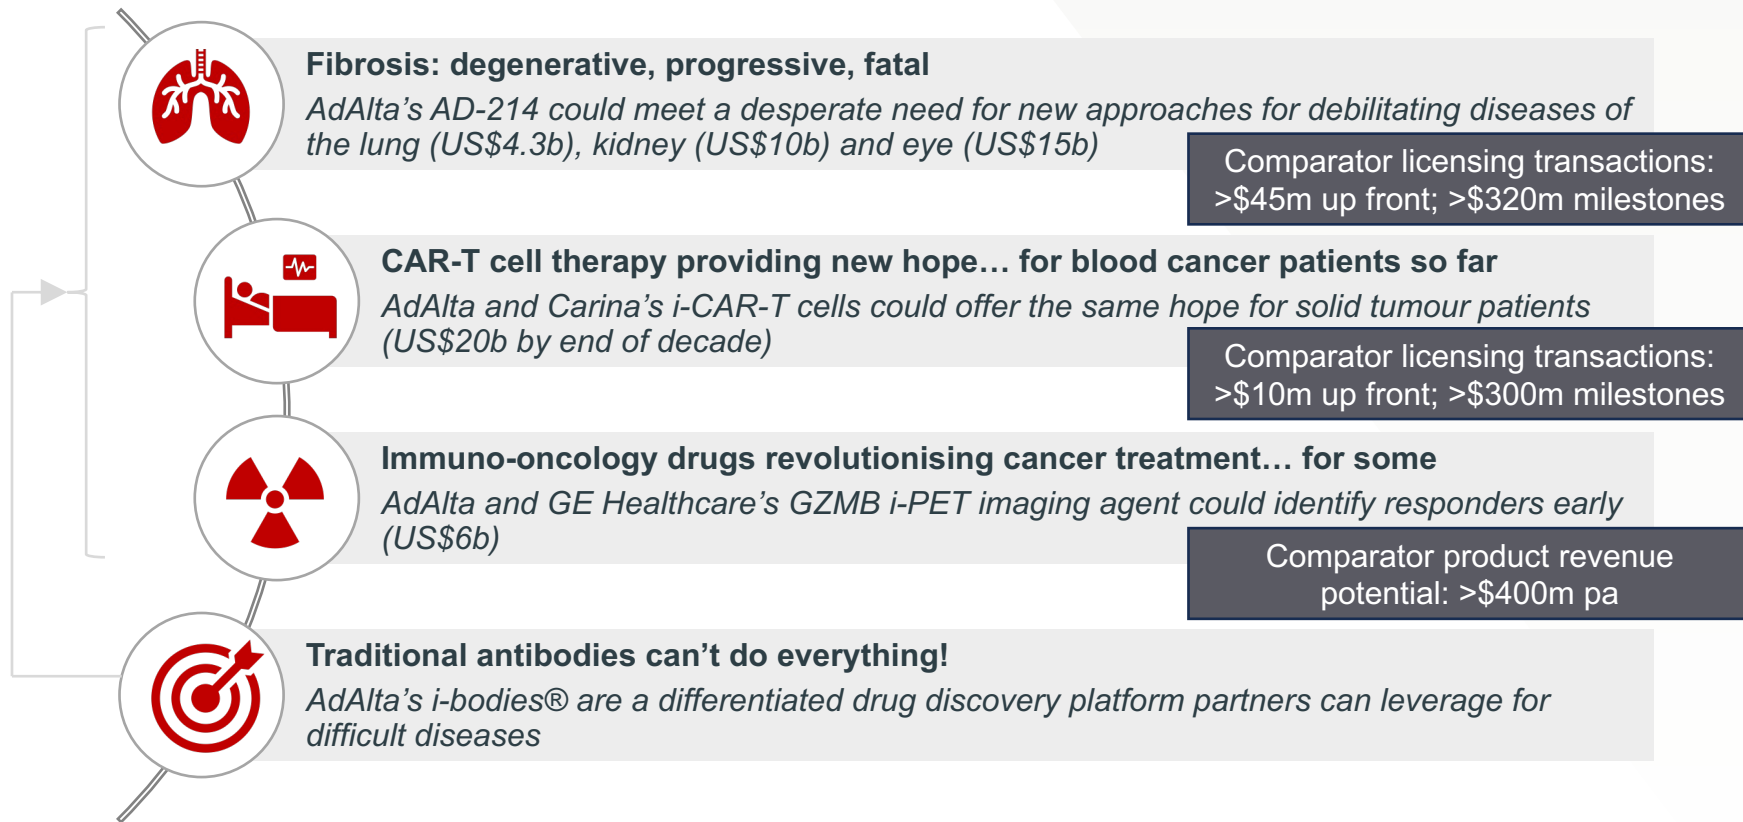 Fibrosis: degenerative, progressive, fatal
AdAlta’s AD-214 could meet a desperate need for new approaches for debilitating diseases of
the lung (US$4.3b), kidney (US$10b) and eye (US$15b)
Comparator licensing transactions:
>$45m up front; >$320m milestones
CAR-T cell therapy providing new hope… for blood cancer patients so far
AdAlta and Carina’s i-CAR-T cells could offer the same hope for solid tumour patients
(US$20b by end of decade)
Comparator licensing transactions:
>$10m up front; >$300m milestones
Immuno-oncology drugs revolutionising cancer treatment… for some
AdAlta and GE Healthcare’s GZMB i-PET imaging agent could identify responders early
(US$6b)
Comparator product revenue
potential: >$400m pa
Traditional antibodies can’t do everything!
AdAlta’s i-bodies® are a differentiated drug discovery platform partners can leverage for
difficult diseases